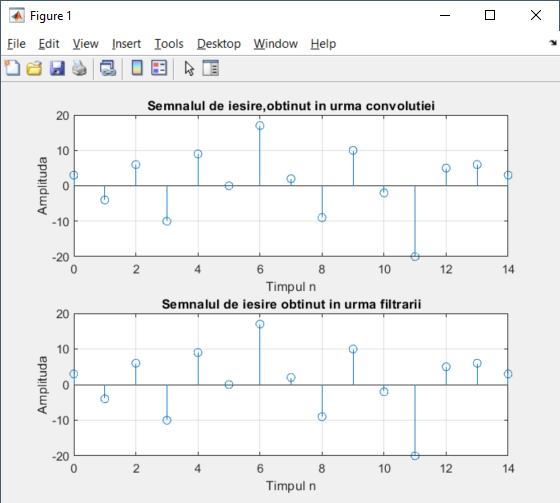 Figure 1
File Edit View Insert Tools Desktop Window Help
Semnalul de iesire,obtinut in urma convolutiei
20
10
0
-10
-20
Amplituda
0 2 4 6 8 10 12 14
Timpul n
Semnalul de iesire obtinut in urma filtrarii
20
10
0
-10
-20
Amplituda
0 2 4 6 8 10 12 14
Timpul n